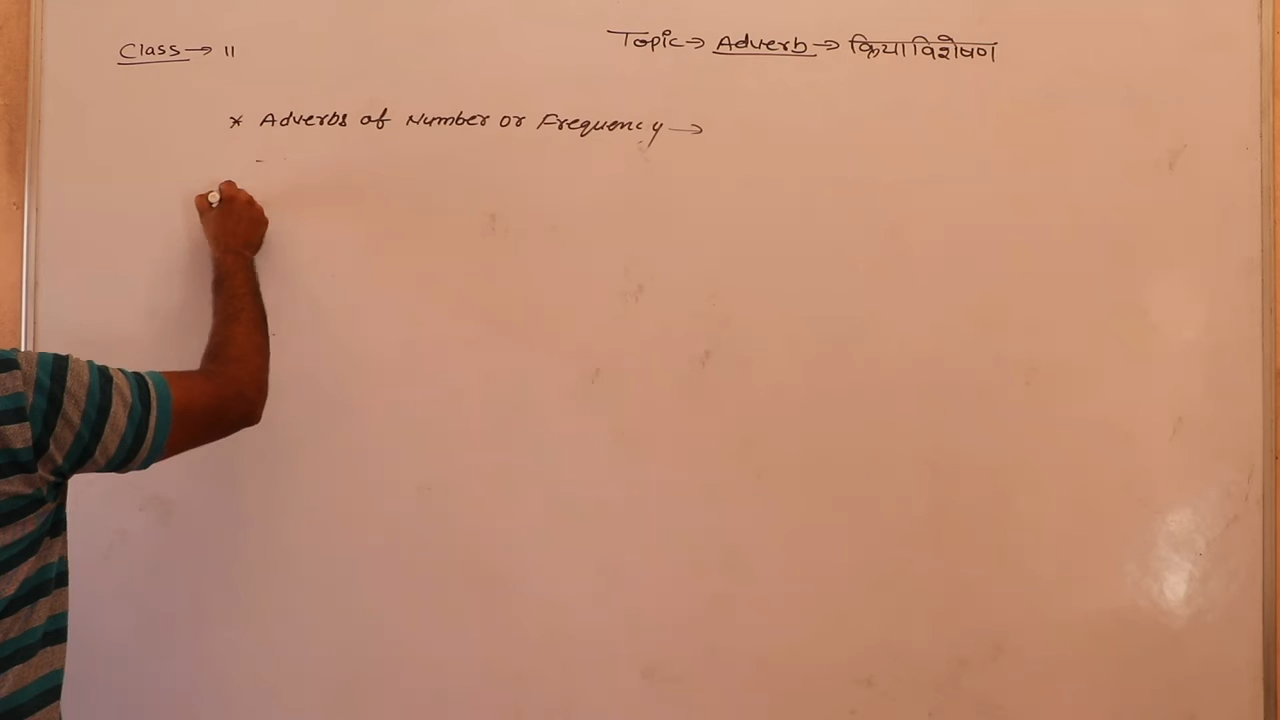 Class → 11
Topic → Adverb → क्रिया विशेषण
* Adverbs of Number or Frequency →